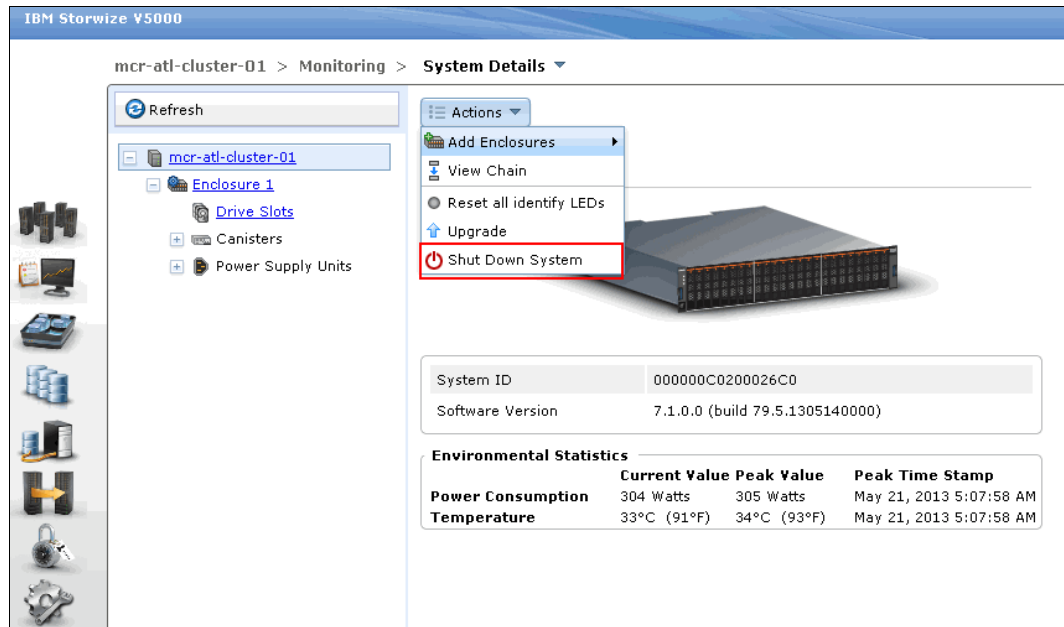 IBM Storwize V5000
mcr-atl-cluster-01 > Monitoring > System Details
Refresh
Actions
mcr-atl-cluster-01
Enclosure 1
Drive Slots
Canisters
Power Supply Units
Add Enclosures
View Chain
Reset all identify LEDs
Upgrade
Shut Down System
System ID 000000C0200026C0
Software Version 7.1.0.0 (build 79.5.1305140000)
Environmental Statistics
Current Value Peak Value Peak Time Stamp
Power Consumption 304 Watts 305 Watts May 21, 2013 5:07:58 AM
Temperature 33°C (91°F) 34°C (93°F) May 21, 2013 5:07:58 AM